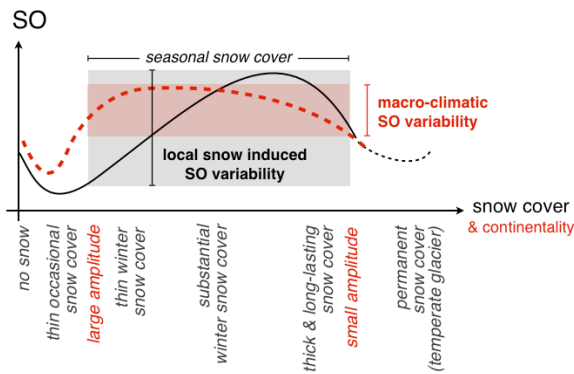 SO
seasonal snow cover
macro-climatic
SO variability
local snow induced
SO variability
snow cover
& continentality
no snow
thin occasional
snow cover
large amplitude
thin winter
snow cover
substantial
winter snow cover
thick & long-lasting
snow cover
small amplitude
permanent
snow cover
(temperate glacier)